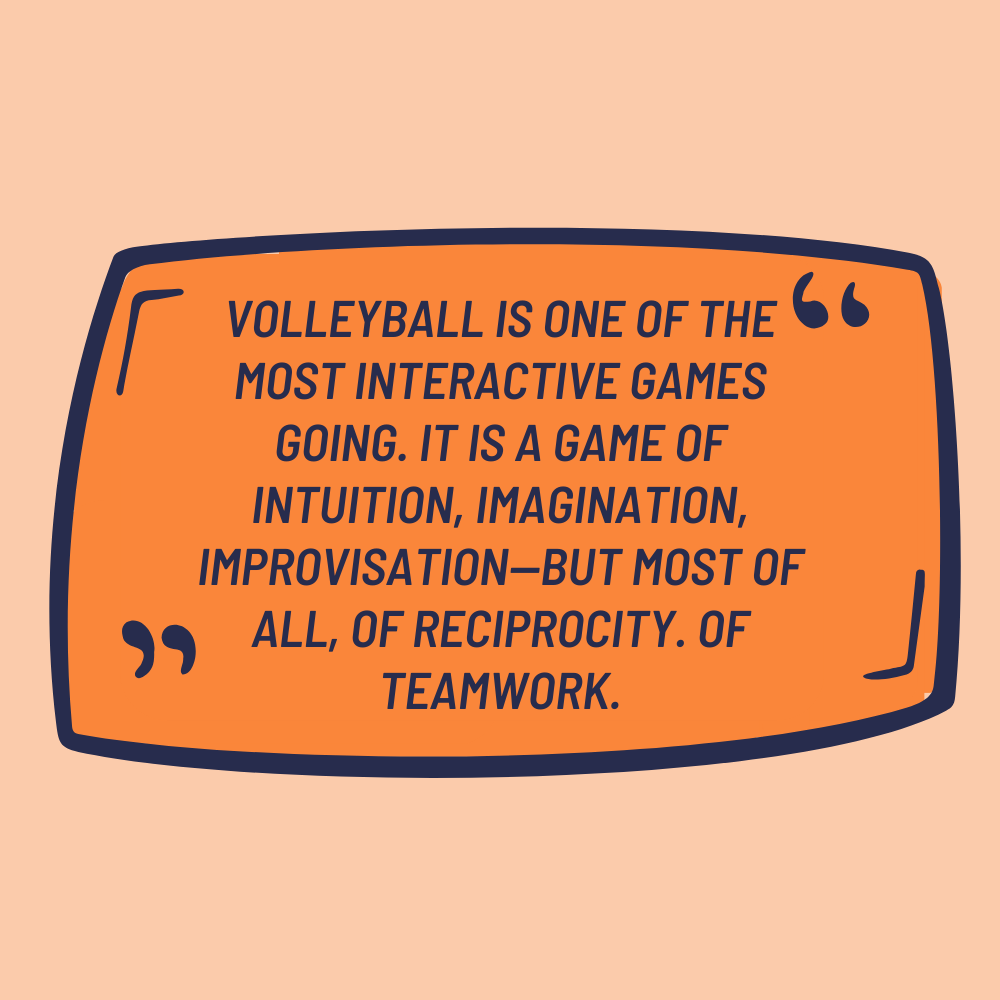 VOLLEYBALL IS ONE OF THE “
MOST INTERACTIVE GAMES
GOING. IT IS A GAME OF
INTUITION, IMAGINATION,
IMPROVISATION—BUT MOST OF
” ALL, OF RECIPROCITY. OF
TEAMWORK.